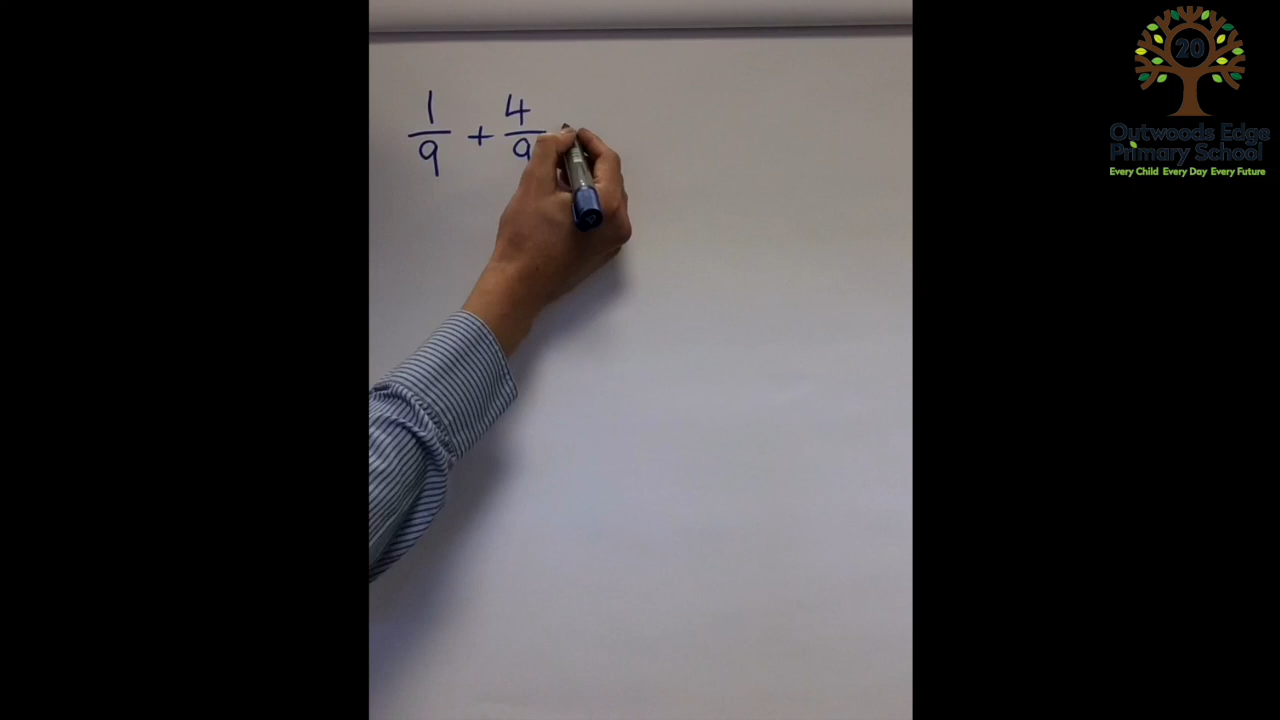 1/9 + 4/9
20
Outwoods Edge
Primary School
Every Child Every Day Every Future